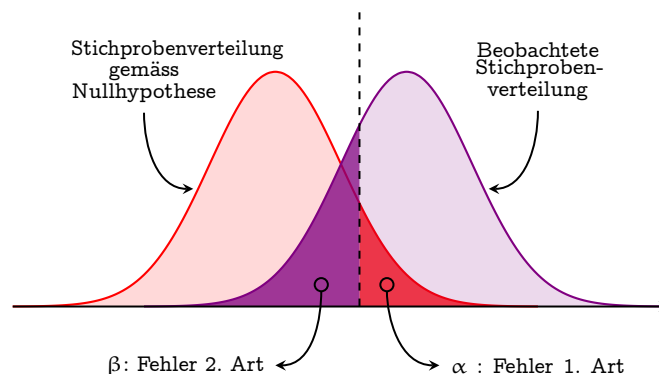 Stichprobenverteilung
gemäss
Nullhypothese
Beobachtete
Stichproben-
verteilung
β: Fehler 2. Art
α : Fehler 1. Art